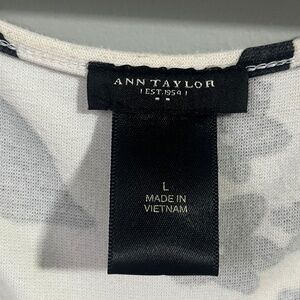 ANN TAYLOR
EST.1954
L
MADE IN
VIETNAM